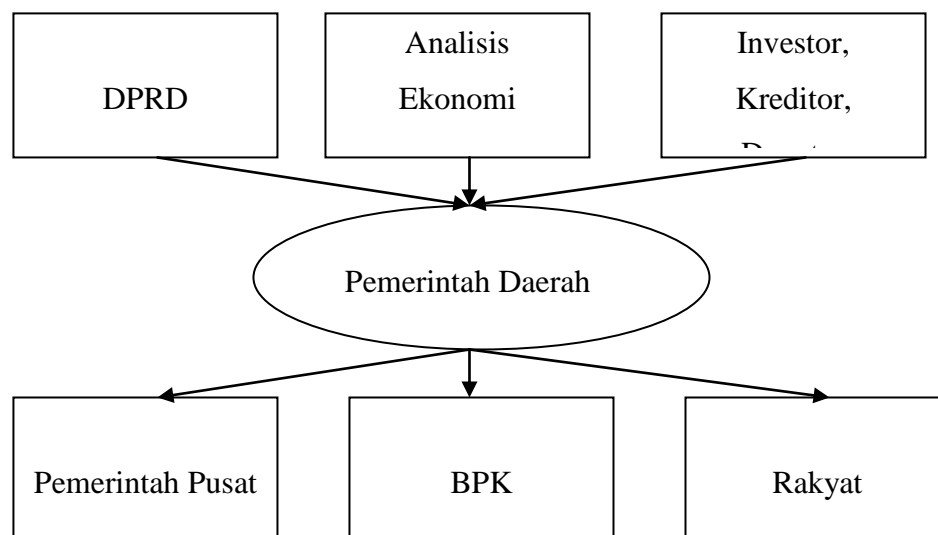 DPRD
Analisis
Ekonomi
Investor,
Kreditor,
Pemerintah Daerah
Pemerintah Pusat
BPK
Rakyat